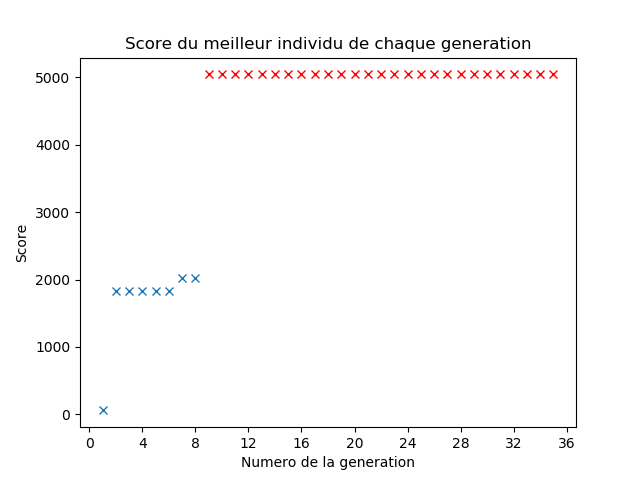 Score du meilleur individu de chaque generation
5000
4000
3000
2000
1000
0
Score
0 4 8 12 16 20 24 28 32 36
Numero de la generation